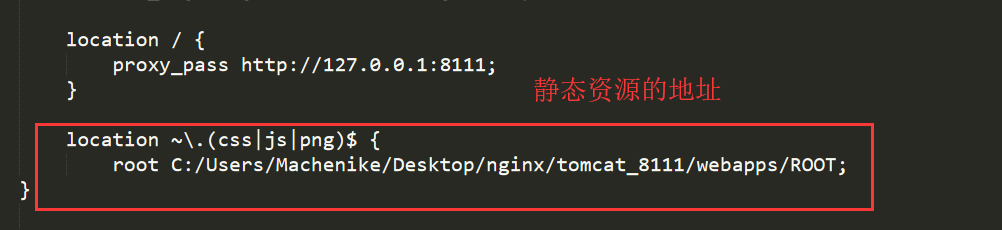 location / {
proxy_pass http://127.0.0.1:8111;
}
静态资源的地址
location ~\.(css|js|png)$ {
root C:/Users/Machenike/Desktop/nginx/tomcat_8111/webapps/ROOT;
}